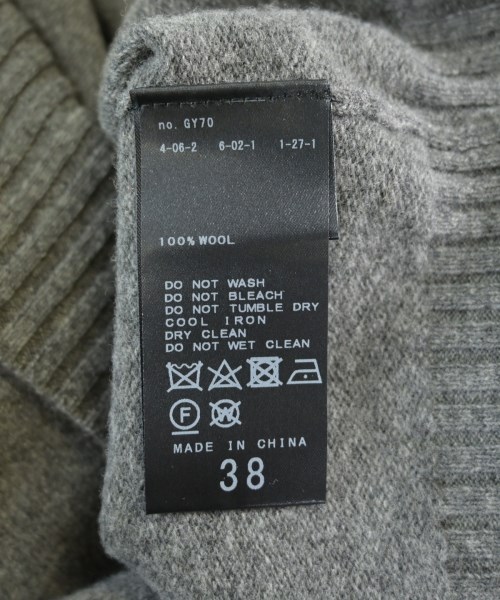 no. GY70
4-06-2 6-02-1 1-27-1
100% WOOL
DO NOT WASH
DO NOT BLEACH
DO NOT TUMBLE DRY
COOL IRON
DRY CLEAN
DO NOT WET CLEAN
F W
MADE IN CHINA
38